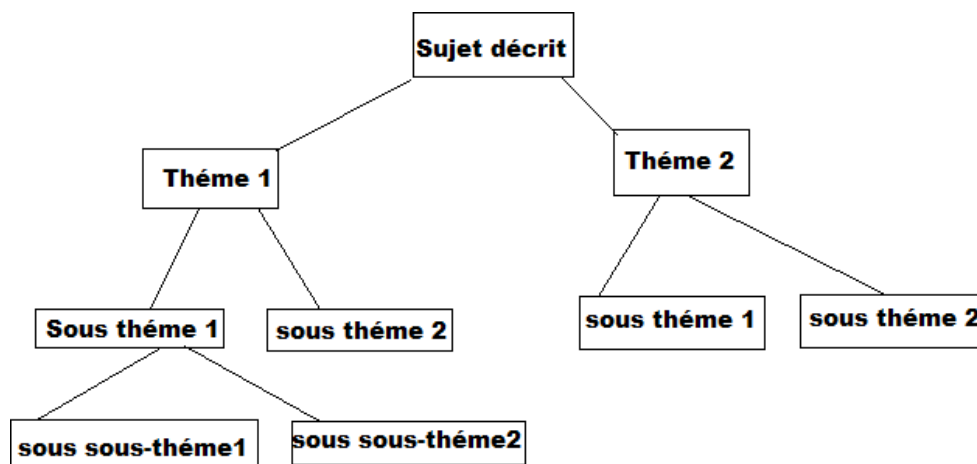 Sujet décrit
Théme 1
Théme 2
Sous théme 1
sous théme 2
sous théme 1
sous théme 2
sous sous-théme1
sous sous-théme2